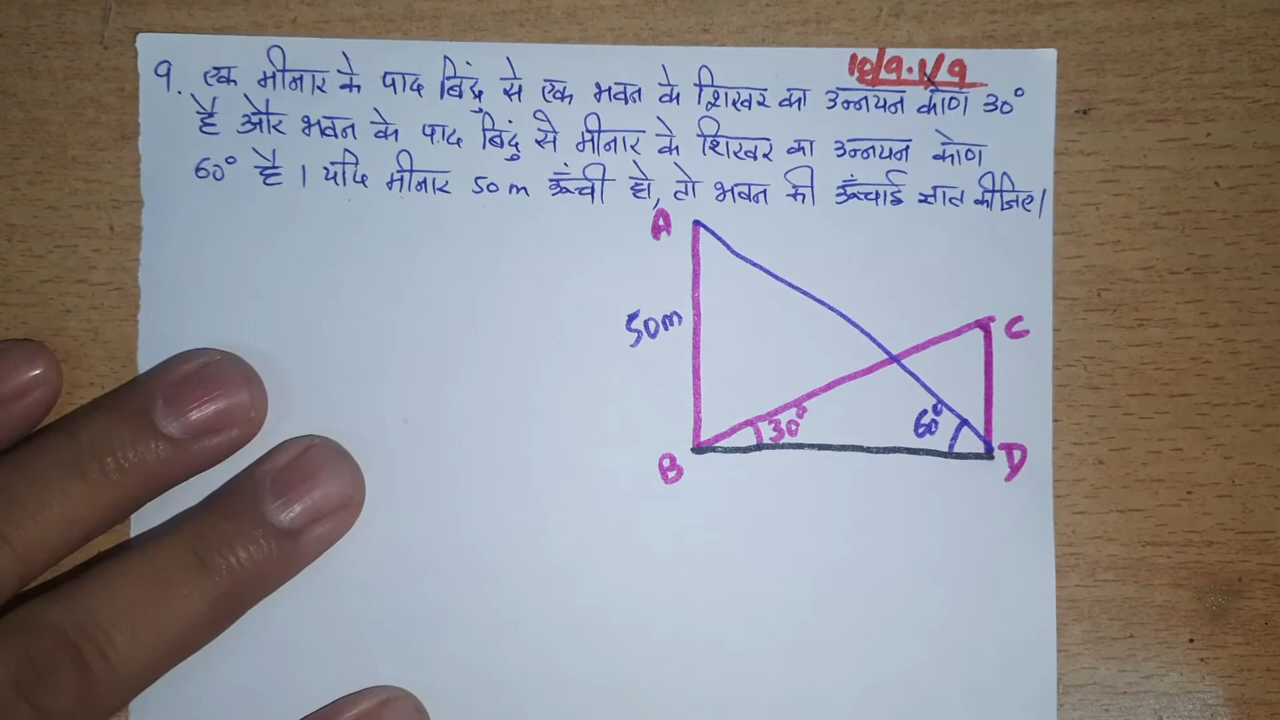 10/9.1/9
9. एक मीनार के पाद बिंदु से एक भवन के शिखर का उन्नयन कोण 30°
है और भवन के पाद बिंदु से मीनार के शिखर का उन्नयन कोण
60° है। यदि मीनार 50m ऊँची हो, तो भवन की ऊँचाई ज्ञात कीजिए।
A
50m
C
30°
60°
B
D